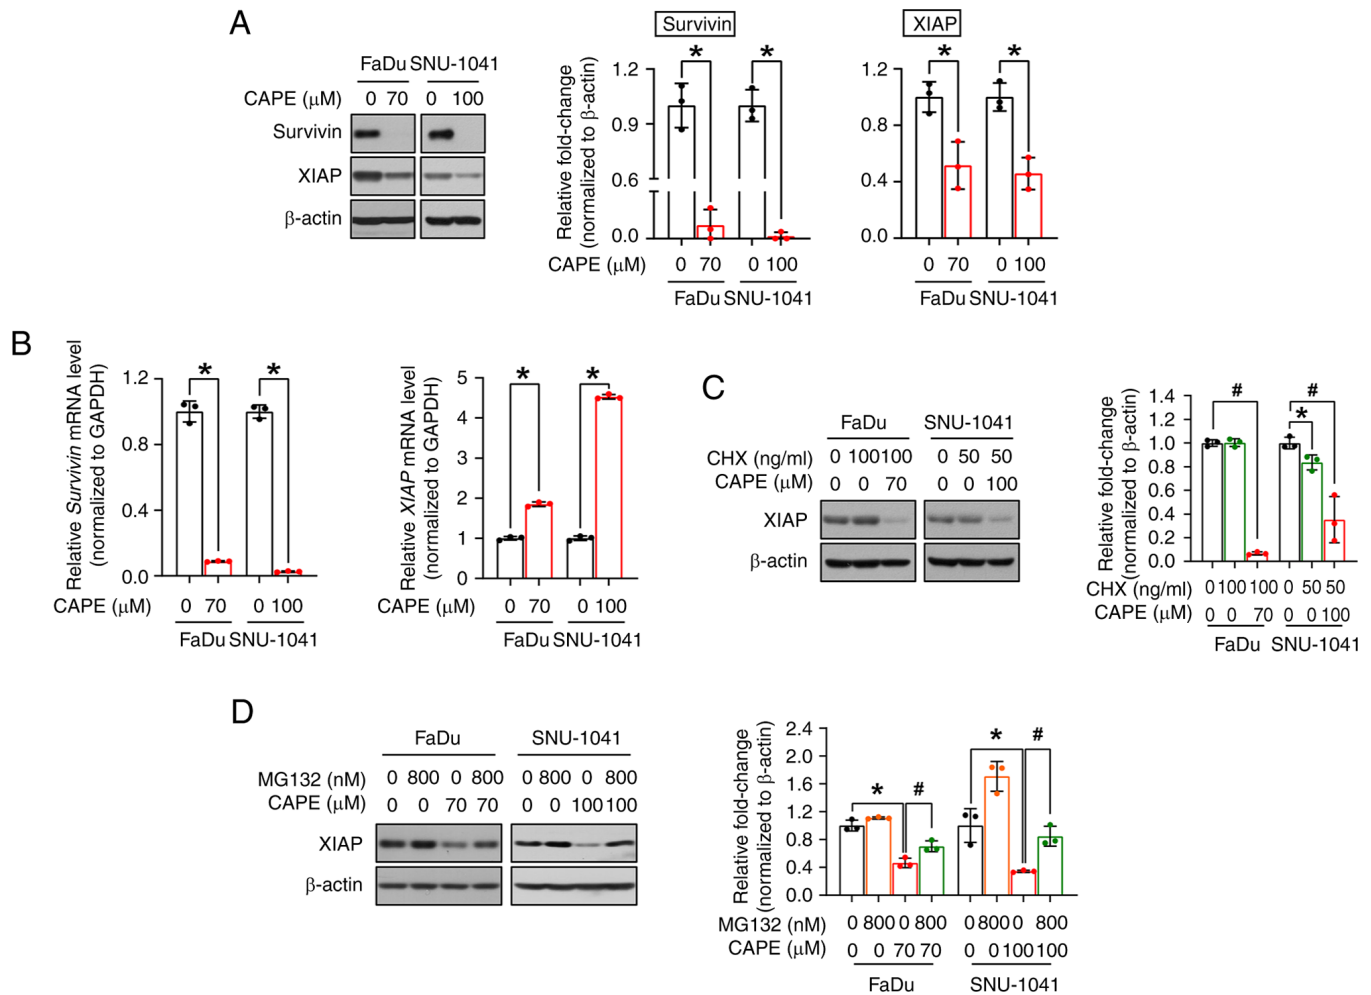 A
FaDu SNU-1041
CAPE (μM) 0 70 0 100
Survivin
XIAP
β-actin
Survivin
Relative fold-change
(normalized to β-actin)
1.2
0.9
0.6
0.0
* *
CAPE (μM) 0 70 0 100
FaDu SNU-1041
XIAP
1.2
0.8
0.4
0.0
* *
0 70 0 100
FaDu SNU-1041
B
Relative Survivin mRNA level
(normalized to GAPDH)
1.2
0.8
0.4
0.0
* *
CAPE (μM) 0 70 0 100
FaDu SNU-1041
Relative XIAP mRNA level
(normalized to GAPDH)
5
4
3
2
1
0
* *
CAPE (μM) 0 70 0 100
FaDu SNU-1041
C
FaDu SNU-1041
CHX (ng/ml) 0 100 100 0 50 50
CAPE (μM) 0 0 70 0 0 100
XIAP
β-actin
Relative fold-change
(normalized to β-actin)
1.4
1.2
1.0
0.8
0.6
0.4
0.2
0.0
# #
*
CHX (ng/ml) 0 100 100 0 50 50
CAPE (μM) 0 0 70 0 0 100
FaDu SNU-1041
D
FaDu SNU-1041
MG132 (nM) 0 800 0 800 0 800 0 800
CAPE (μM) 0 0 70 70 0 0 100 100
XIAP
β-actin
Relative fold-change
(normalized to β-actin)
2.4
2.0
1.6
1.2
0.8
0.4
0.0
* # * #
MG132 (nM) 0 800 0 800 0 800 0 800
CAPE (μM) 0 0 70 70 0 0 100 100
FaDu SNU-1041